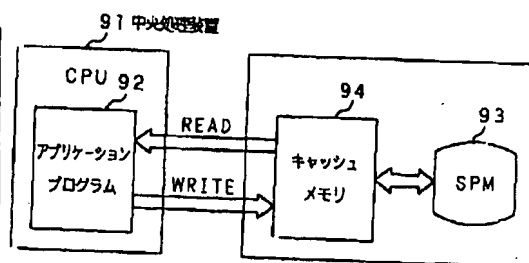 91 中央処理装置
CPU
92
アプリケーション
プログラム
READ
WRITE
94
キャッシュ
メモリ
93
SPM